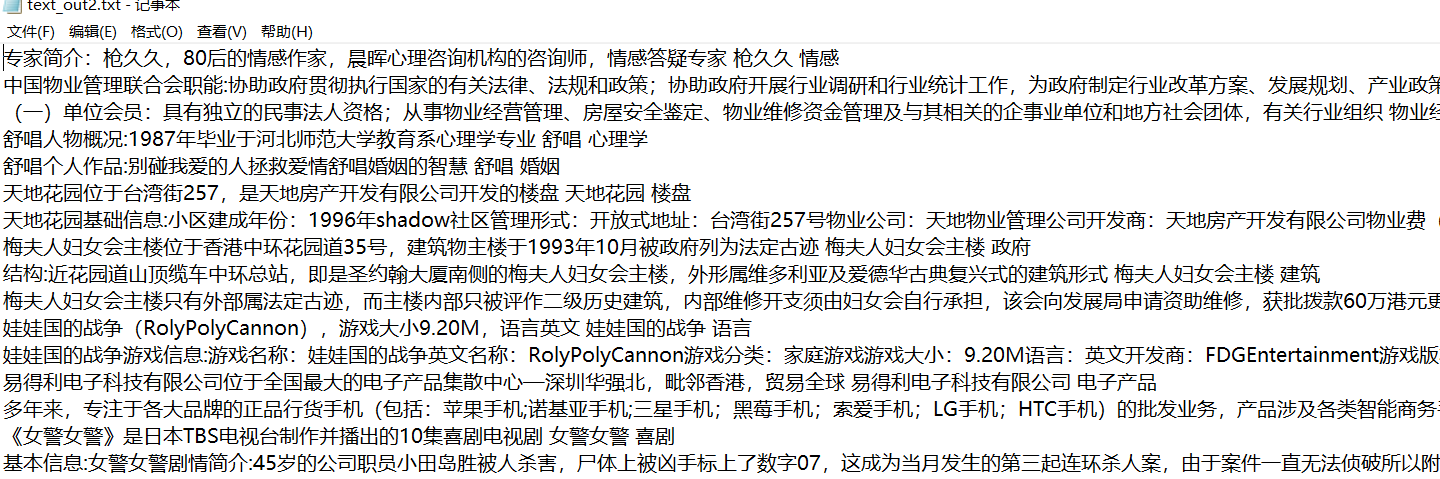 text_out2.txt - 记事本
文件(F) 编辑(E) 格式(O) 查看(V) 帮助(H)
专家简介：枪久久，80后的情感作家，晨晖心理咨询机构的咨询师，情感答疑专家 枪久久 情感
中国物业管理联合会职能:协助政府贯彻执行国家的有关法律、法规和政策；协助政府开展行业调研和行业统计工作，为政府制定行业改革方案、发展规划、产业政策
（一）单位会员：具有独立的民事法人资格；从事物业经营管理、房屋安全鉴定、物业维修资金管理及与其相关的企事业单位和地方社会团体，有关行业组织 物业经
舒唱人物概况:1987年毕业于河北师范大学教育系心理学专业 舒唱 心理学
舒唱个人作品:别碰我爱的人拯救爱情舒唱婚姻的智慧 舒唱 婚姻
天地花园位于台湾街257，是天地房产开发有限公司开发的楼盘 天地花园 楼盘
天地花园基础信息:小区建成年份：1996年shadow社区管理形式：开放式地址：台湾街257号物业公司：天地物业管理公司开发商：天地房产开发有限公司物业费（
梅夫人妇女会主楼位于香港中环花园道35号，建筑物主楼于1993年10月被政府列为法定古迹 梅夫人妇女会主楼 政府
结构:近花园道山顶缆车中环总站，即是圣约翰大厦南侧的梅夫人妇女会主楼，外形属维多利亚及爱德华古典复兴式的建筑形式 梅夫人妇女会主楼 建筑
梅夫人妇女会主楼只有外部属法定古迹，而主楼内部只被评作二级历史建筑，内部维修开支须由妇女会自行承担，该会向发展局申请资助维修，获批拨款60万港元更
娃娃国的战争（RolyPolyCannon）,游戏大小9.20M，语言英文 娃娃国的战争 语言
娃娃国的战争游戏信息:游戏名称：娃娃国的战争英文名称：RolyPolyCannon游戏分类：家庭游戏游戏大小：9.20M语言：英文开发商：FDGEntertainment游戏版
易得利电子科技有限公司位于全国最大的电子产品集散中心—深圳华强北，毗邻香港，贸易全球 易得利电子科技有限公司 电子产品
多年来，专注于各大品牌的正品行货手机（包括：苹果手机;诺基亚手机;三星手机；黑莓手机；索爱手机；LG手机；HTC手机）的批发业务，产品涉及各类智能商务手
《女警女警》是日本TBS电视台制作并播出的10集喜剧电视剧 女警女警 喜剧
基本信息:女警女警剧情简介:45岁的公司职员小田岛胜被人杀害，尸体上被凶手标上了数字07，这成为当月发生的第三起连环杀人案，由于案件一直无法侦破所以附